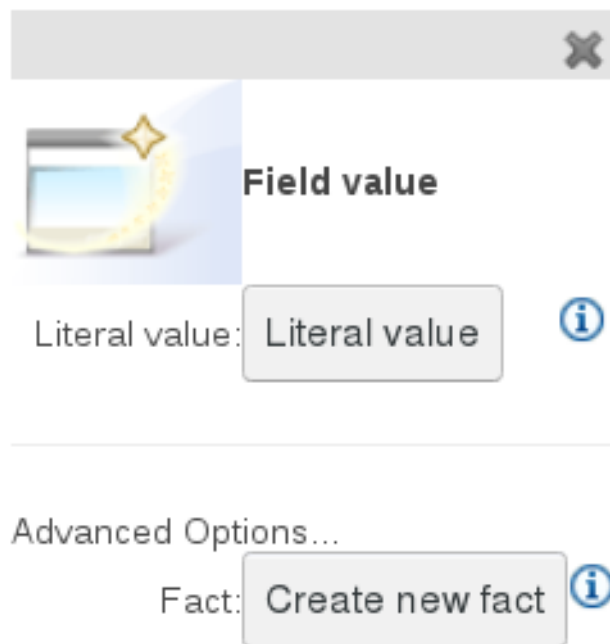 Field value
Literal value: Literal value
Advanced Options...
Fact: Create new fact